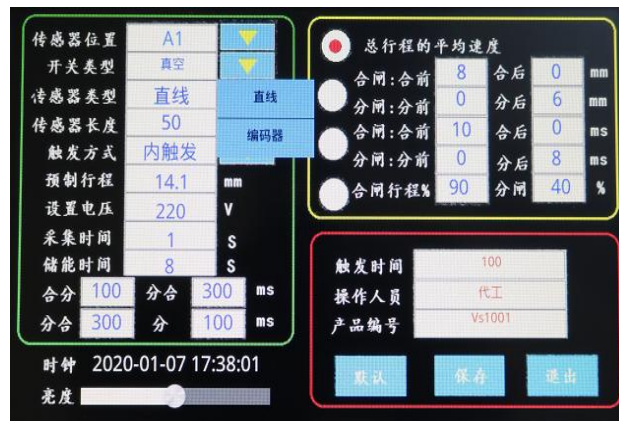 传感器位置 A1
开关类型 真空
传感器类型 直线
直线
传感器长度 50
编码器
触发方式 内触发
预制行程 14.1 mm
设置电压 220 V
采集时间 1 S
储能时间 8 S
合分 100 分合 300 ms
分合 300 分 100 ms
时钟 2020-01-07 17:38:01
亮度
总行程的平均速度
合闸:合前 8 合后 0 mm
分闸:分前 0 分后 6 mm
合闸:合前 10 合后 0 ms
分闸:分前 0 分后 8 ms
合闸行程% 90 分闸 40 %
触发时间 100
操作人员 代工
产品编号 Vs1001
默认 保存 退出